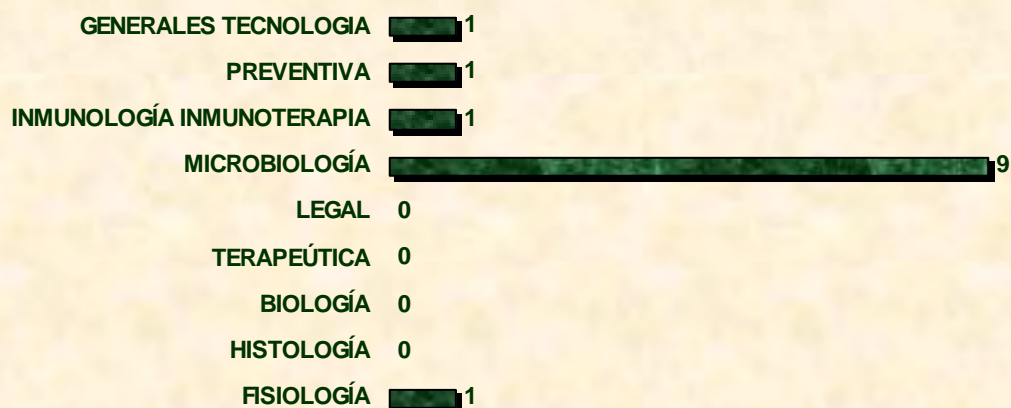 GENERALES TECNOLOGIA 1
PREVENTIVA 1
INMUNOLOGÍA INMUNOTERAPIA 1
MICROBIOLOGÍA 9
LEGAL 0
TERAPEÚTICA 0
BIOLOGÍA 0
HISTOLOGÍA 0
FISIOLOGÍA 1